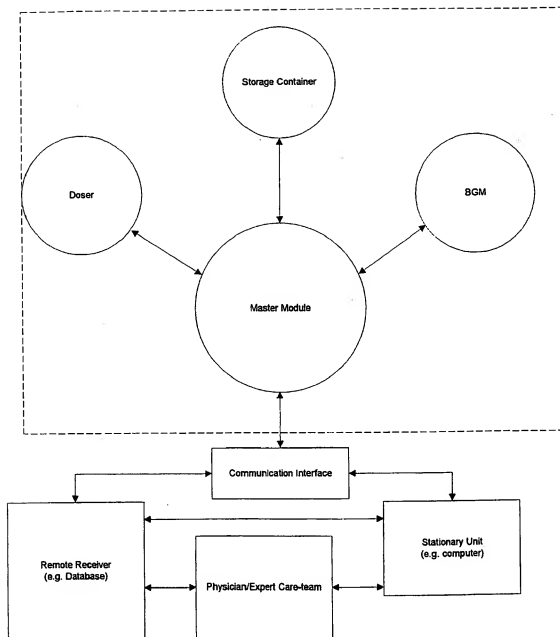 Storage Container
Doser
BGM
Master Module
Communication Interface
Remote Receiver
(e.g. Database)
Physician/Expert Care-team
Stationary Unit
(e.g. computer)